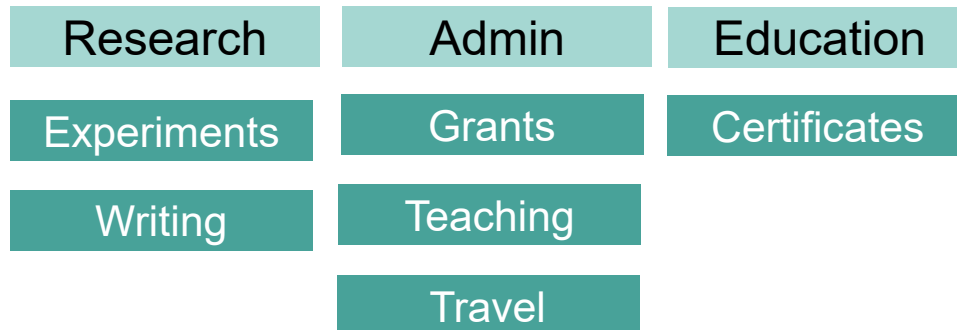 Research
Admin
Education
Experiments
Grants
Certificates
Writing
Teaching
Travel